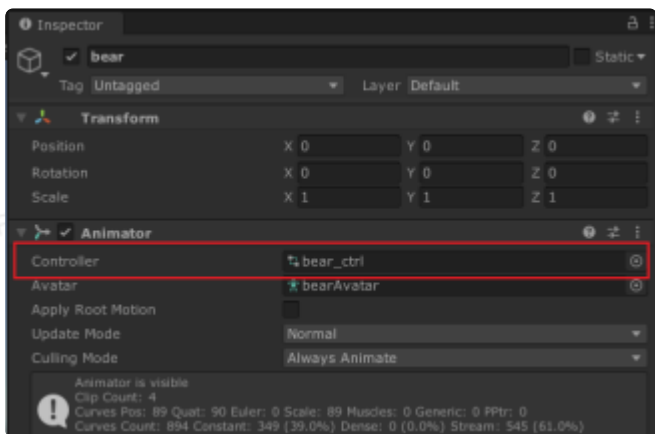 Inspector
bear Static
Tag Untagged Layer Default
Transform
Position X 0 Y 0 Z 0
Rotation X 0 Y 0 Z 0
Scale X 1 Y 1 Z 1
Animator
Controller bear_ctrl
Avatar bearAvatar
Apply Root Motion
Update Mode Normal
Culling Mode Always Animate
Animator is visible
Clip Count: 4
Curves Pos: 89 Quat: 90 Euler: 0 Scale: 89 Muscles: 0 Generic: 0 PPtr: 0
Curves Count: 894 Constant: 349 (39.0%) Dense: 0 (0.0%) Stream: 545 (61.0%)